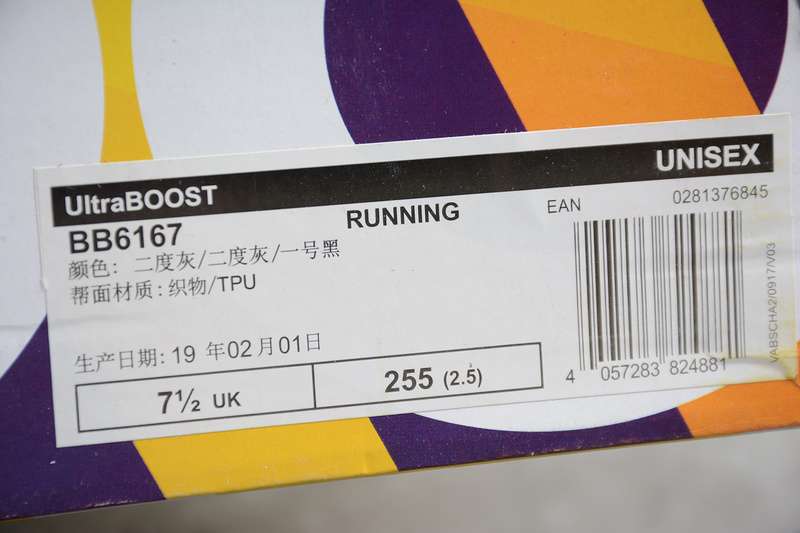 UltraBOOST
UNISEX
BB6167
RUNNING
EAN
0281376845
颜色: 二度灰/二度灰/一号黑
帮面材质: 织物/TPU
生产日期: 19 年02月01日
7½ UK
255 (2.5)
4 057283 824881
VABSCHA2/0917/V03